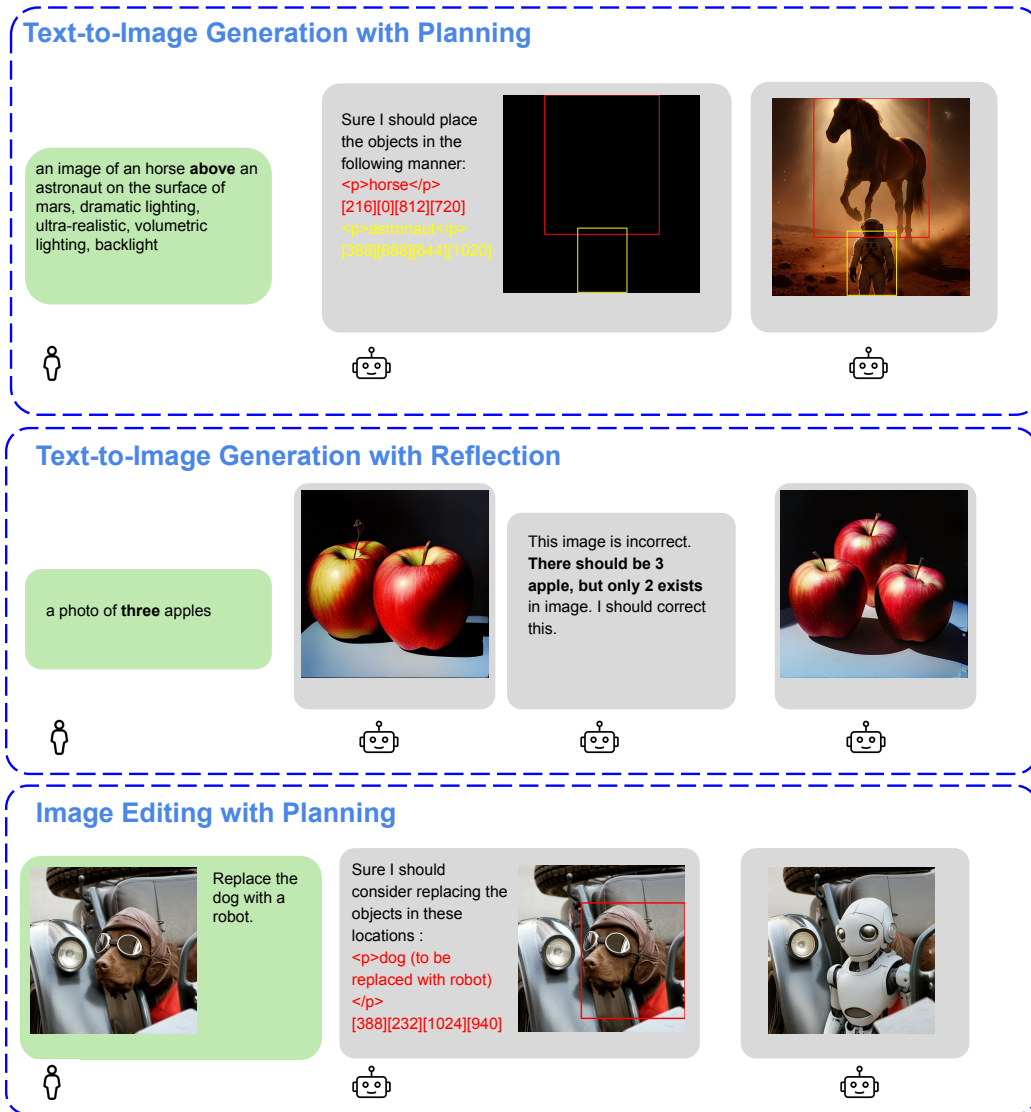 Text-to-Image Generation with Planning
an image of an horse above an
astronaut on the surface of
mars, dramatic lighting,
ultra-realistic, volumetric
lighting, backlight
Sure I should place
the objects in the
following manner:
<p>horse</p>
[216][0][812][720]
<p>astronaut</p>
[388][688][644][1020]
Text-to-Image Generation with Reflection
a photo of three apples
This image is incorrect.
There should be 3
apple, but only 2 exists
in image. I should correct
this.
Image Editing with Planning
Replace the
dog with a
robot.
Sure I should
consider replacing the
objects in these
locations :
<p>dog (to be
replaced with robot)
</p>
[388][232][1024][940]